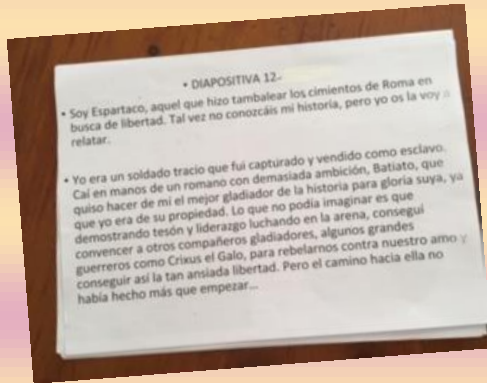 • DIAPOSITIVA 12.-
• Soy Espartaco, aquel que hizo tambalear los cimientos de Roma en
busca de libertad. Tal vez no conozcáis mi historia, pero yo os la voy a
relatar.
• Yo era un soldado tracio que fui capturado y vendido como esclavo.
Caí en manos de un romano con demasiada ambición, Batiato, que
quiso hacer de mí el mejor gladiador de la historia para gloria suya, ya
que yo era de su propiedad. Lo que no podía imaginar es que
demostrando tesón y liderazgo luchando en la arena, conseguí
convencer a otros compañeros gladiadores, algunos grandes
guerreros como Crixus el Galo, para rebelarnos contra nuestro amo y
conseguir así la tan ansiada libertad. Pero el camino hacia ella no
había hecho más que empezar...